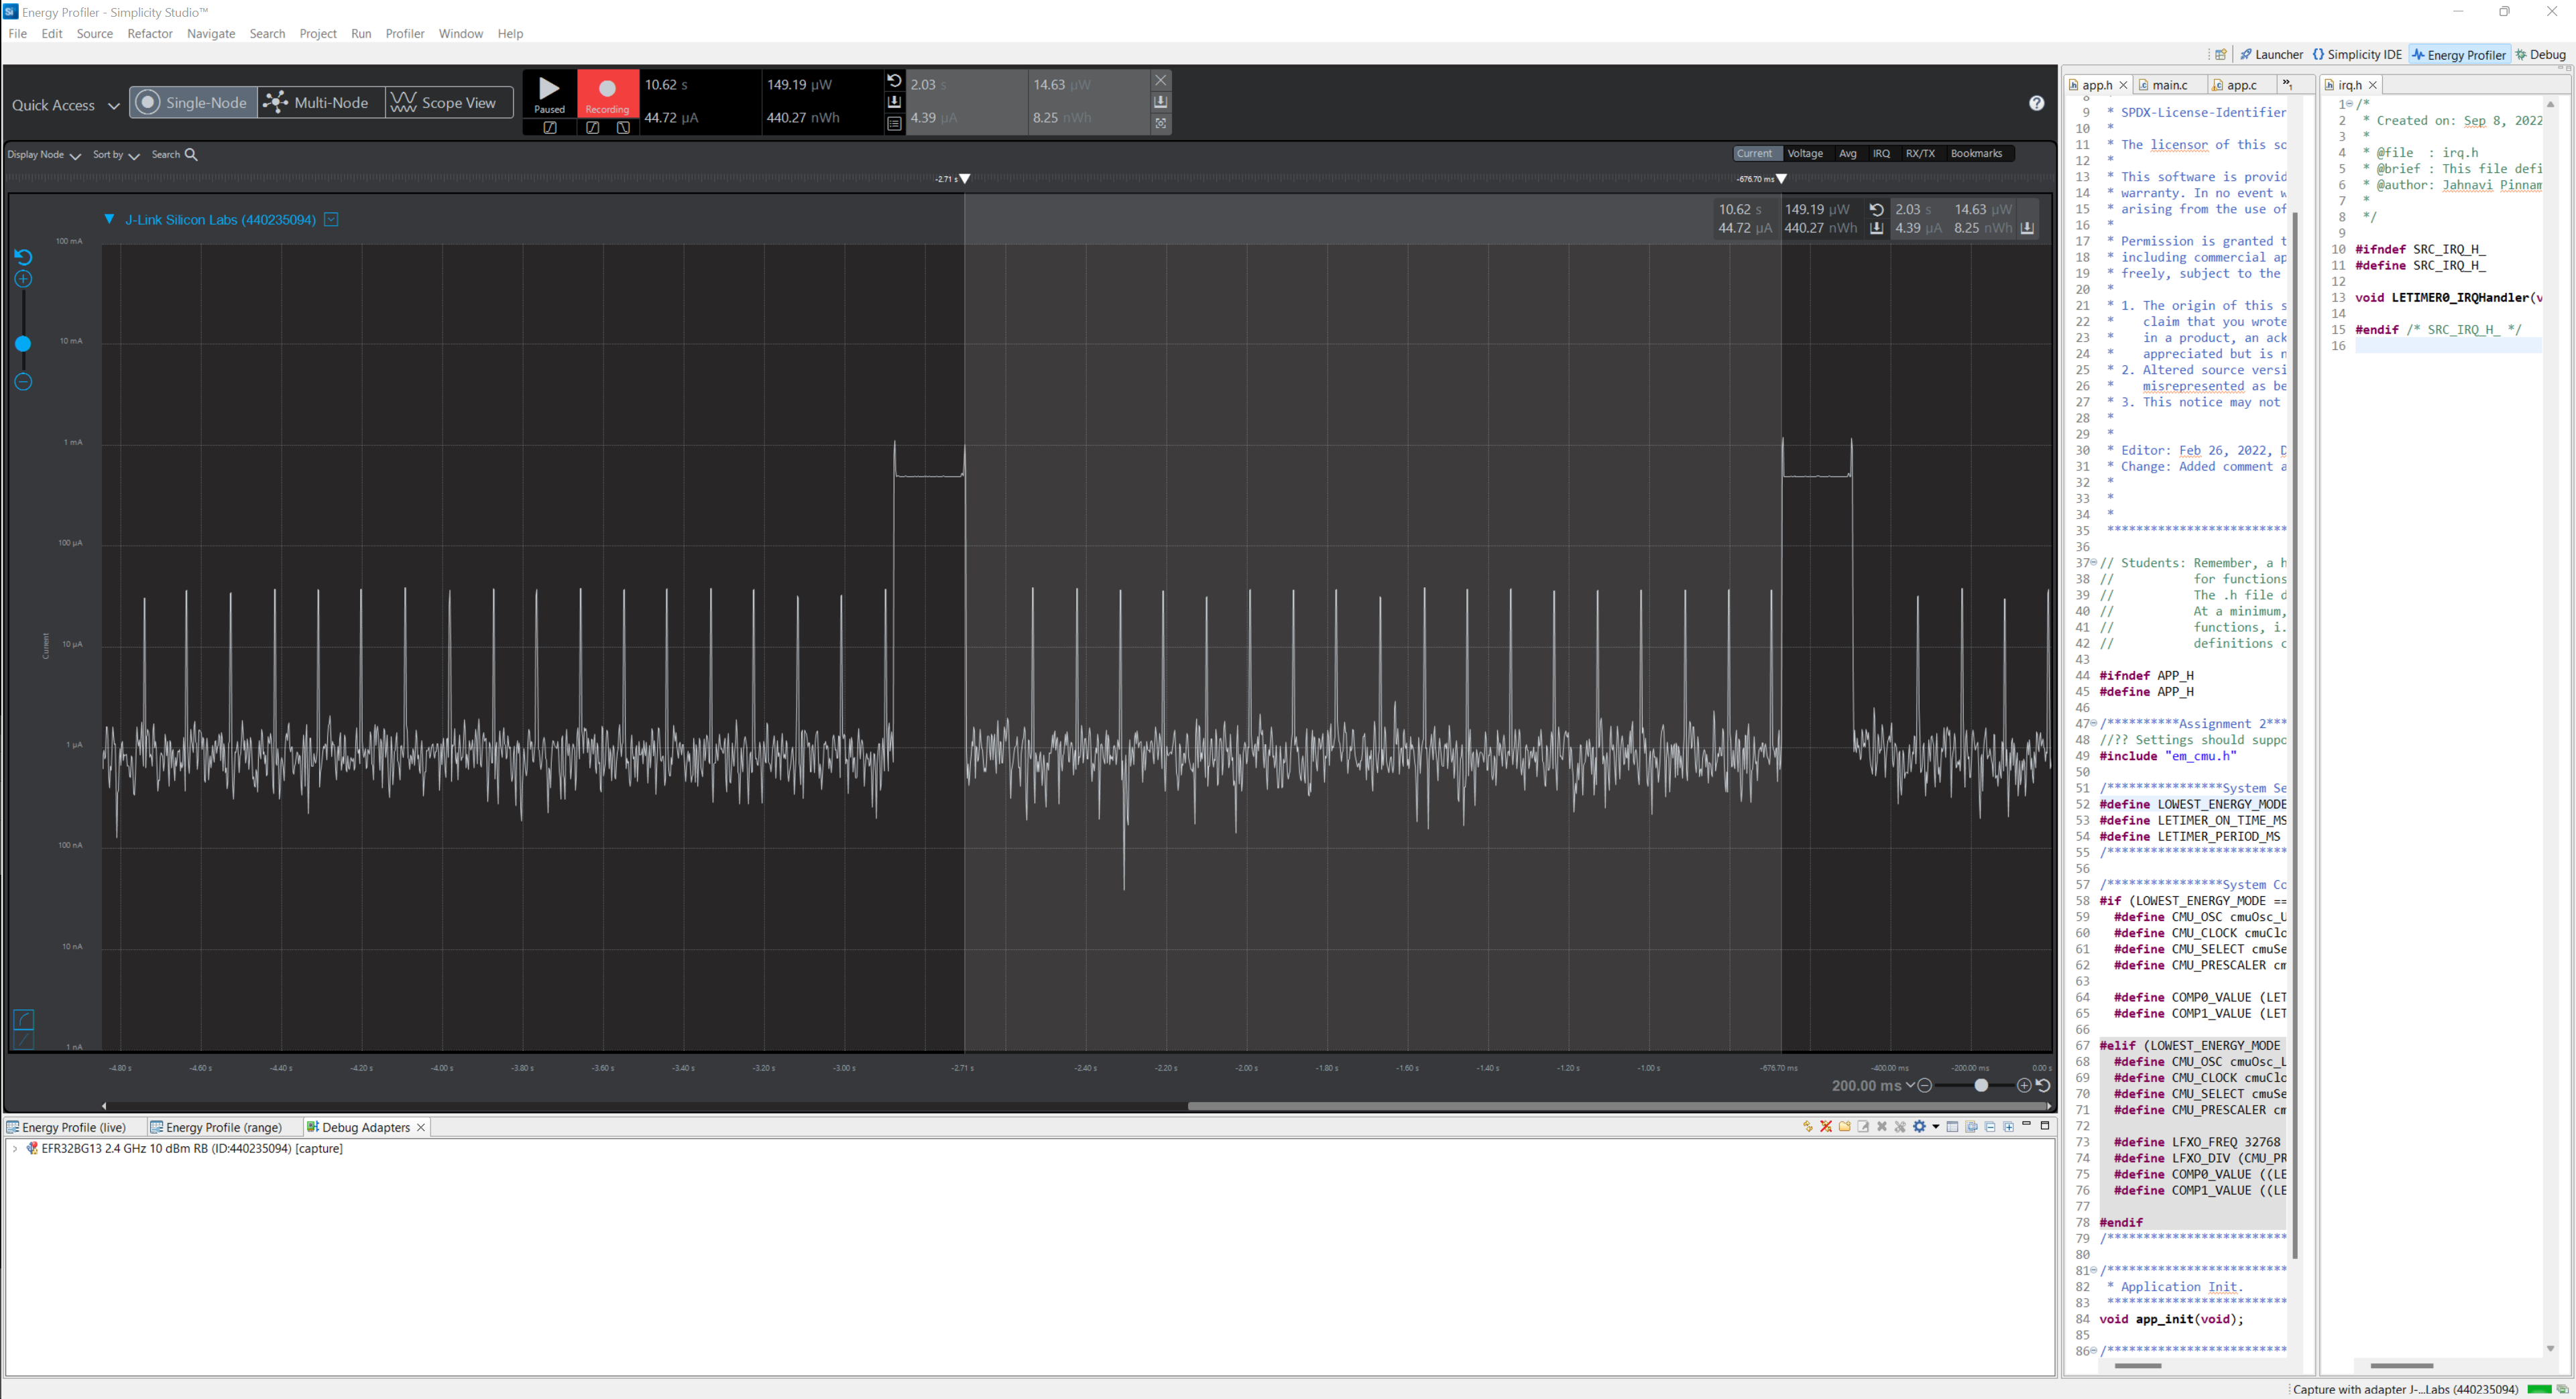 Energy Profiler - Simplicity Studio™
File Edit Source Refactor Navigate Search Project Run Profiler Window Help
Launcher Simplicity IDE Energy Profiler Debug
Quick Access Single-Node Multi-Node Scope View
Paused Recording
10.62 s 149.19 µW 2.03 s 14.63 µW
44.72 µA 440.27 nWh 4.39 µA 8.25 nWh
Display Node Sort by Search
Current Voltage Avg IRQ RX/TX Bookmarks
-2.71 s -676.70 ms
J-Link Silicon Labs (440235094)
10.62 s 149.19 µW 2.03 s 14.63 µW
44.72 µA 440.27 nWh 4.39 µA 8.25 nWh
100 mA
10 mA
1 mA
100 µA
10 µA
Current
1 µA
100 nA
10 nA
1 nA
-4.80 s -4.60 s -4.40 s -4.20 s -4.00 s -3.80 s -3.60 s -3.40 s -3.20 s -3.00 s -2.71 s -2.40 s -2.20 s -2.00 s -1.80 s -1.60 s -1.40 s -1.20 s -1.00 s -676.70 ms -400.00 ms -200.00 ms 0.00 s
200.00 ms
Energy Profile (live) Energy Profile (range) Debug Adapters
EFR32BG13 2.4 GHz 10 dBm RB (ID:440235094) [capture]
app.h main.c app.c »1
8
9 * SPDX-License-Identifier
10 *
11 * The licensor of this so
12 *
13 * This software is provid
14 * warranty. In no event w
15 * arising from the use of
16 *
17 * Permission is granted t
18 * including commercial ap
19 * freely, subject to the
20 *
21 * 1. The origin of this s
22 * claim that you wrote
23 * in a product, an ack
24 * appreciated but is n
25 * 2. Altered source versi
26 * misrepresented as be
27 * 3. This notice may not
28 *
29 *
30 * Editor: Feb 26, 2022, D
31 * Change: Added comment a
32 *
33 *
34 *
35 *************************
36
37 // Students: Remember, a h
38 // for functions
39 // The .h file d
40 // At a minimum,
41 // functions, i.
42 // definitions c
43
44 #ifndef APP_H
45 #define APP_H
46
47 /**********Assignment 2***
48 //?? Settings should suppo
49 #include "em_cmu.h"
50
51 /****************System Se
52 #define LOWEST_ENERGY_MODE
53 #define LETIMER_ON_TIME_MS
54 #define LETIMER_PERIOD_MS
55 /*************************
56
57 /****************System Co
58 #if (LOWEST_ENERGY_MODE ==
59 #define CMU_OSC cmuOsc_U
60 #define CMU_CLOCK cmuClo
61 #define CMU_SELECT cmuSe
62 #define CMU_PRESCALER cm
63
64 #define COMP0_VALUE (LET
65 #define COMP1_VALUE (LET
66
67 #elif (LOWEST_ENERGY_MODE
68 #define CMU_OSC cmuOsc_L
69 #define CMU_CLOCK cmuClo
70 #define CMU_SELECT cmuSe
71 #define CMU_PRESCALER cm
72
73 #define LFXO_FREQ 32768
74 #define LFXO_DIV (CMU_PR
75 #define COMP0_VALUE ((LE
76 #define COMP1_VALUE ((LE
77
78 #endif
79 /*************************
80
81 /*************************
82 * Application Init.
83 *************************
84 void app_init(void);
85
86 /*************************
irq.h
1 /*
2 * Created on: Sep 8, 2022
3 *
4 * @file : irq.h
5 * @brief : This file defi
6 * @author: Jahnavi Pinnam
7 *
8 */
9
10 #ifndef SRC_IRQ_H_
11 #define SRC_IRQ_H_
12
13 void LETIMER0_IRQHandler(v
14
15 #endif /* SRC_IRQ_H_ */
16
Capture with adapter J-...Labs (440235094)